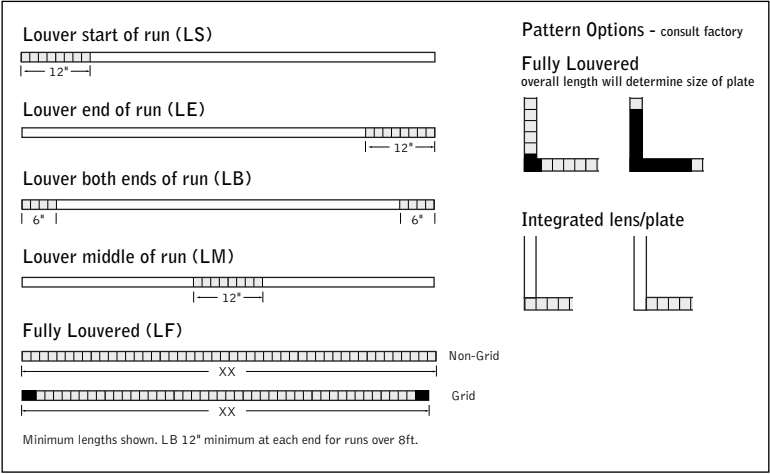 Louver start of run (LS)
12"
Louver end of run (LE)
12"
Louver both ends of run (LB)
6" 6"
Louver middle of run (LM)
12"
Fully Louvered (LF)
Non-Grid
XX
Grid
XX
Minimum lengths shown. LB 12" minimum at each end for runs over 8ft.
Pattern Options - consult factory
Fully Louvered
overall length will determine size of plate
Integrated lens/plate